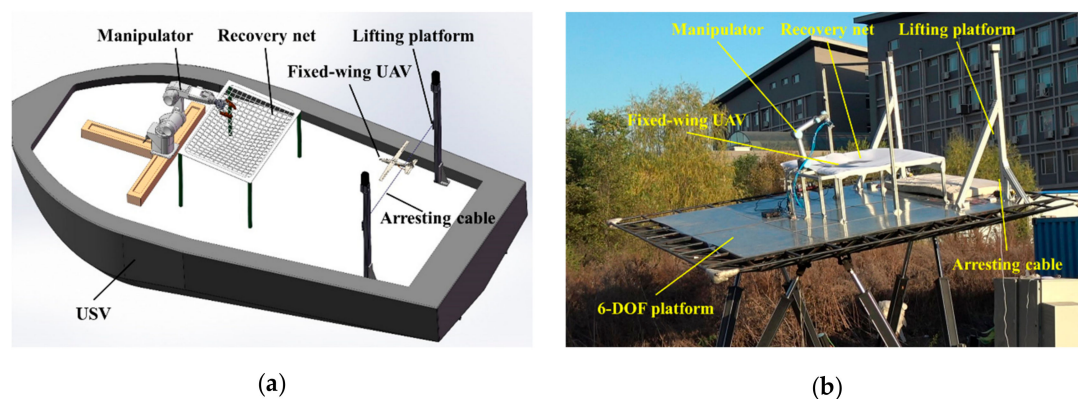 Manipulator
Recovery net
Lifting platform
Fixed-wing UAV
Arresting cable
USV
(a)
Manipulator
Recovery net
Lifting platform
Fixed-wing UAV
Arresting cable
6-DOF platform
(b)